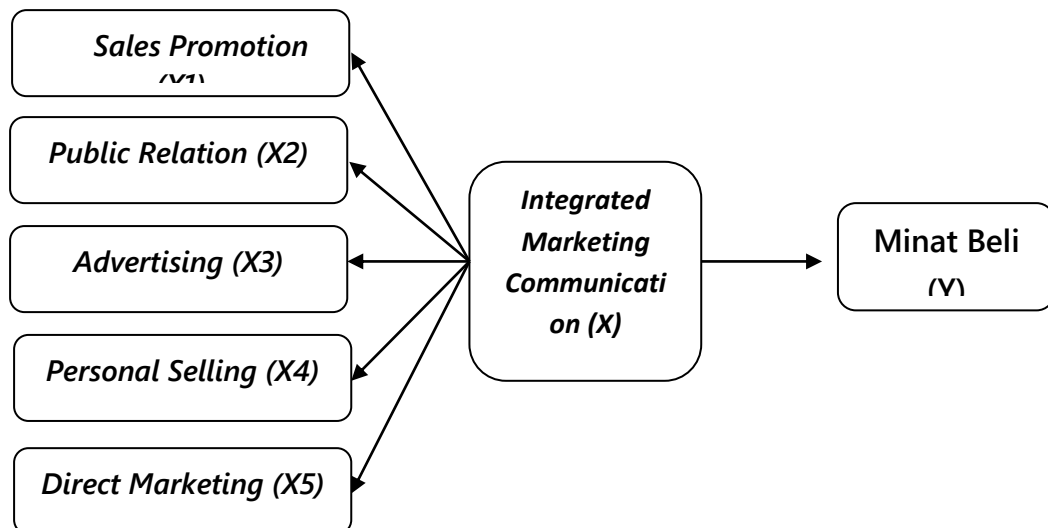 Sales Promotion
Public Relation (X2)
Advertising (X3)
Personal Selling (X4)
Direct Marketing (X5)
Integrated
Marketing
Communicati
on (X)
Minat Beli